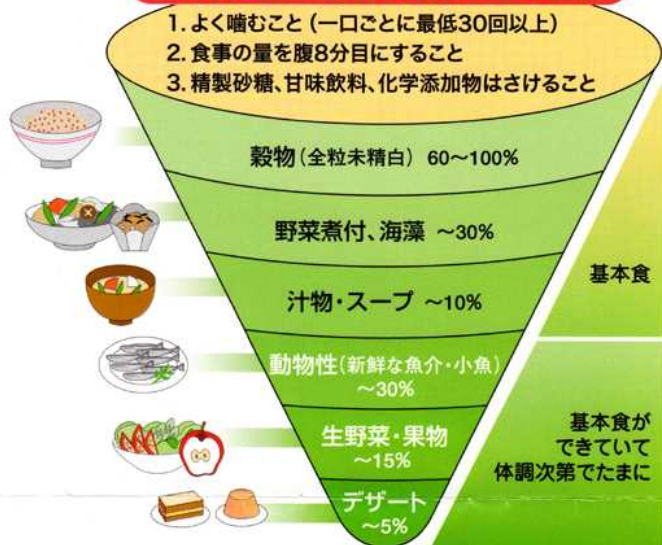 1. よく噛むこと（一口ごとに最低30回以上）
2. 食事の量を腹8分目にすること
3. 精製砂糖、甘味飲料、化学添加物はさけること
穀物（全粒未精白） 60〜100%
野菜煮付、海藻 〜30%
汁物・スープ 〜10%
動物性（新鮮な魚介・小魚）
〜30%
生野菜・果物
〜15%
デザート
〜5%
基本食
基本食が
できていて
体調次第でたまに